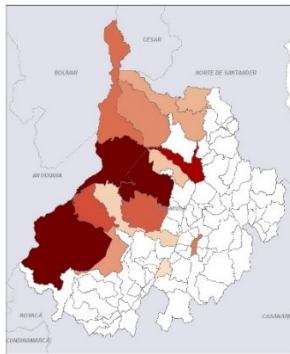 CESAR
BOLÍVAR
NORTE DE SANTANDER
ANTIOQUIA
BOYACÁ
CASANARE
CUNDINAMARCA